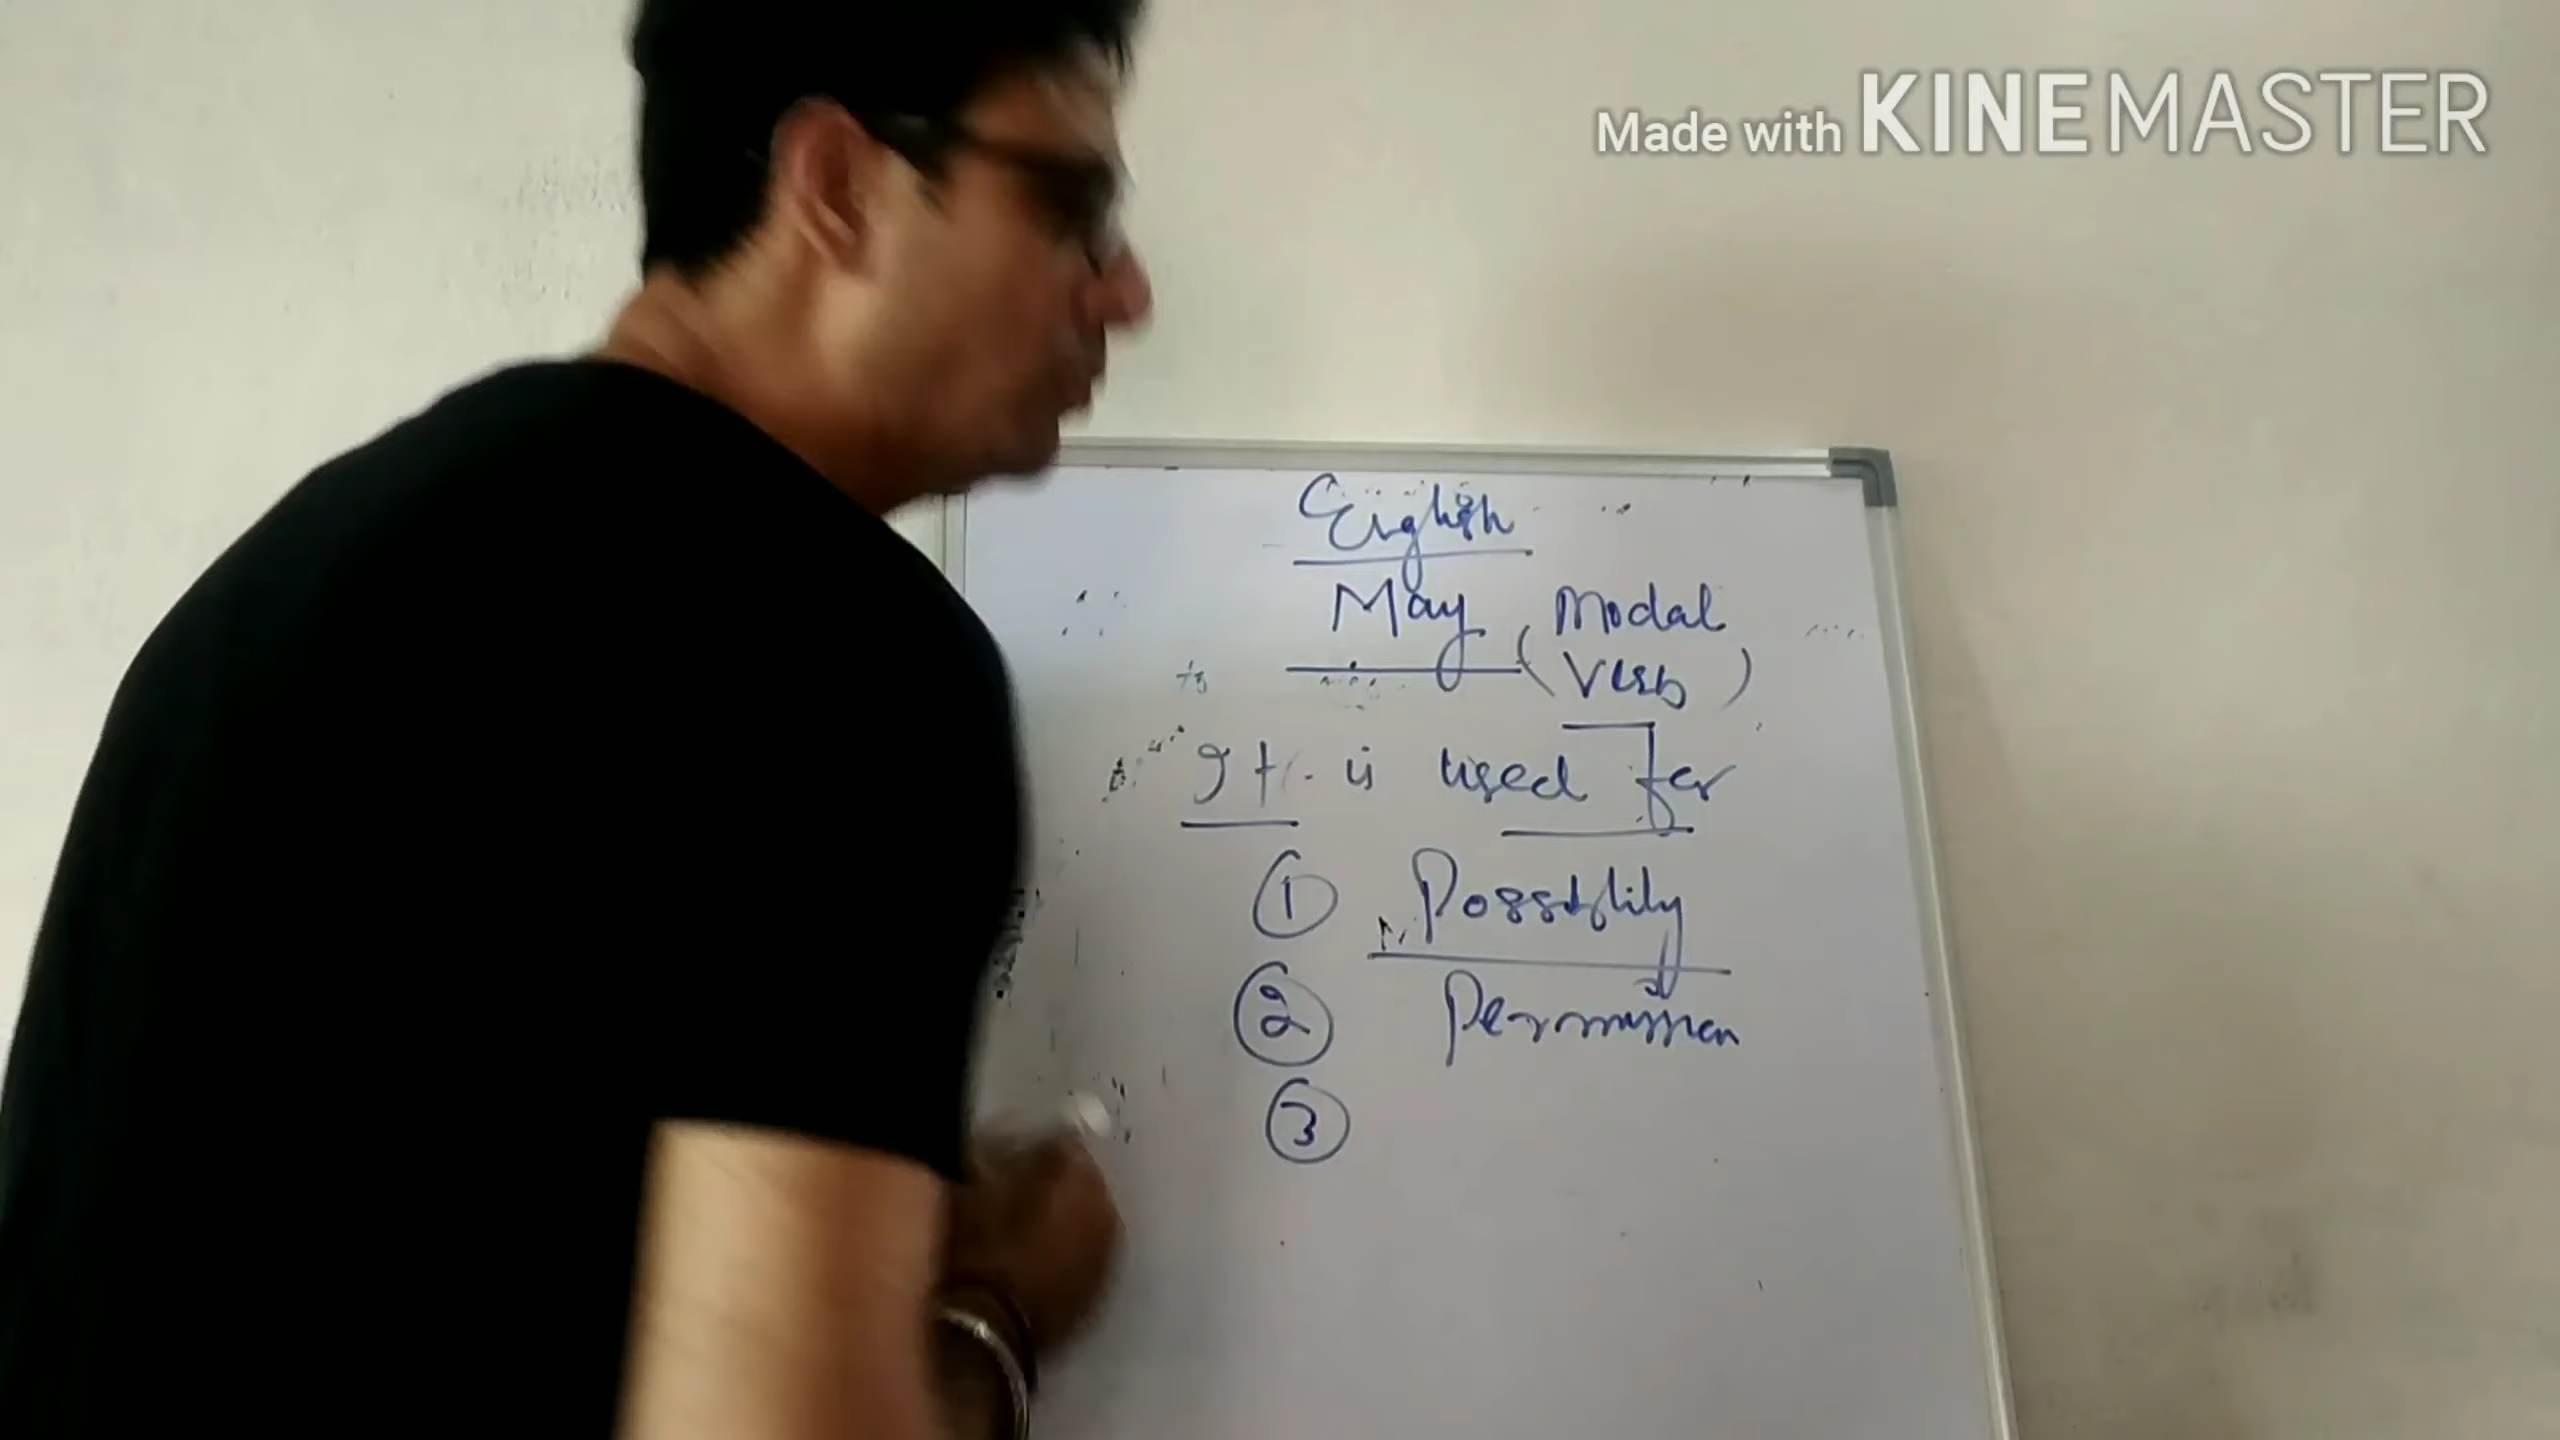 Made with KINEMASTER
English
May (Modal
Verb)
It is used for
① Possibility
② Permission
③